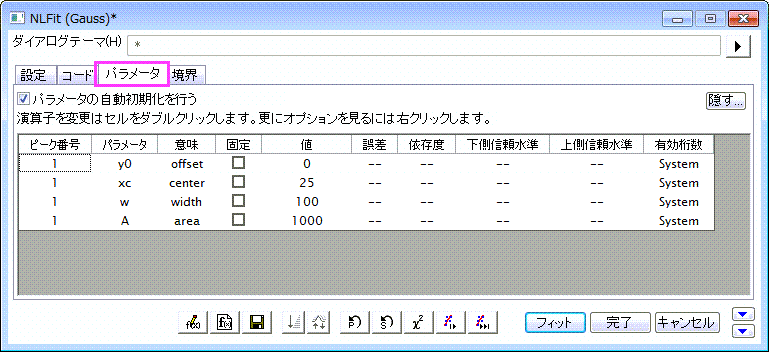 NLFit (Gauss)*
ダイアログテーマ(H) *
設定 コード パラメータ 境界
パラメータの自動初期化を行う 隠す...
演算子を変更はセルをダブルクリックします。更にオプションを見るには右クリックします。
ピーク番号 パラメータ 意味 固定 値 誤差 依存度 下側信頼水準 上側信頼水準 有効桁数
1 y0 offset 0 -- -- -- -- System
1 xc center 25 -- -- -- -- System
1 w width 100 -- -- -- -- System
1 A area 1000 -- -- -- -- System
f(x) f(x) P S χ² フィット 完了 キャンセル